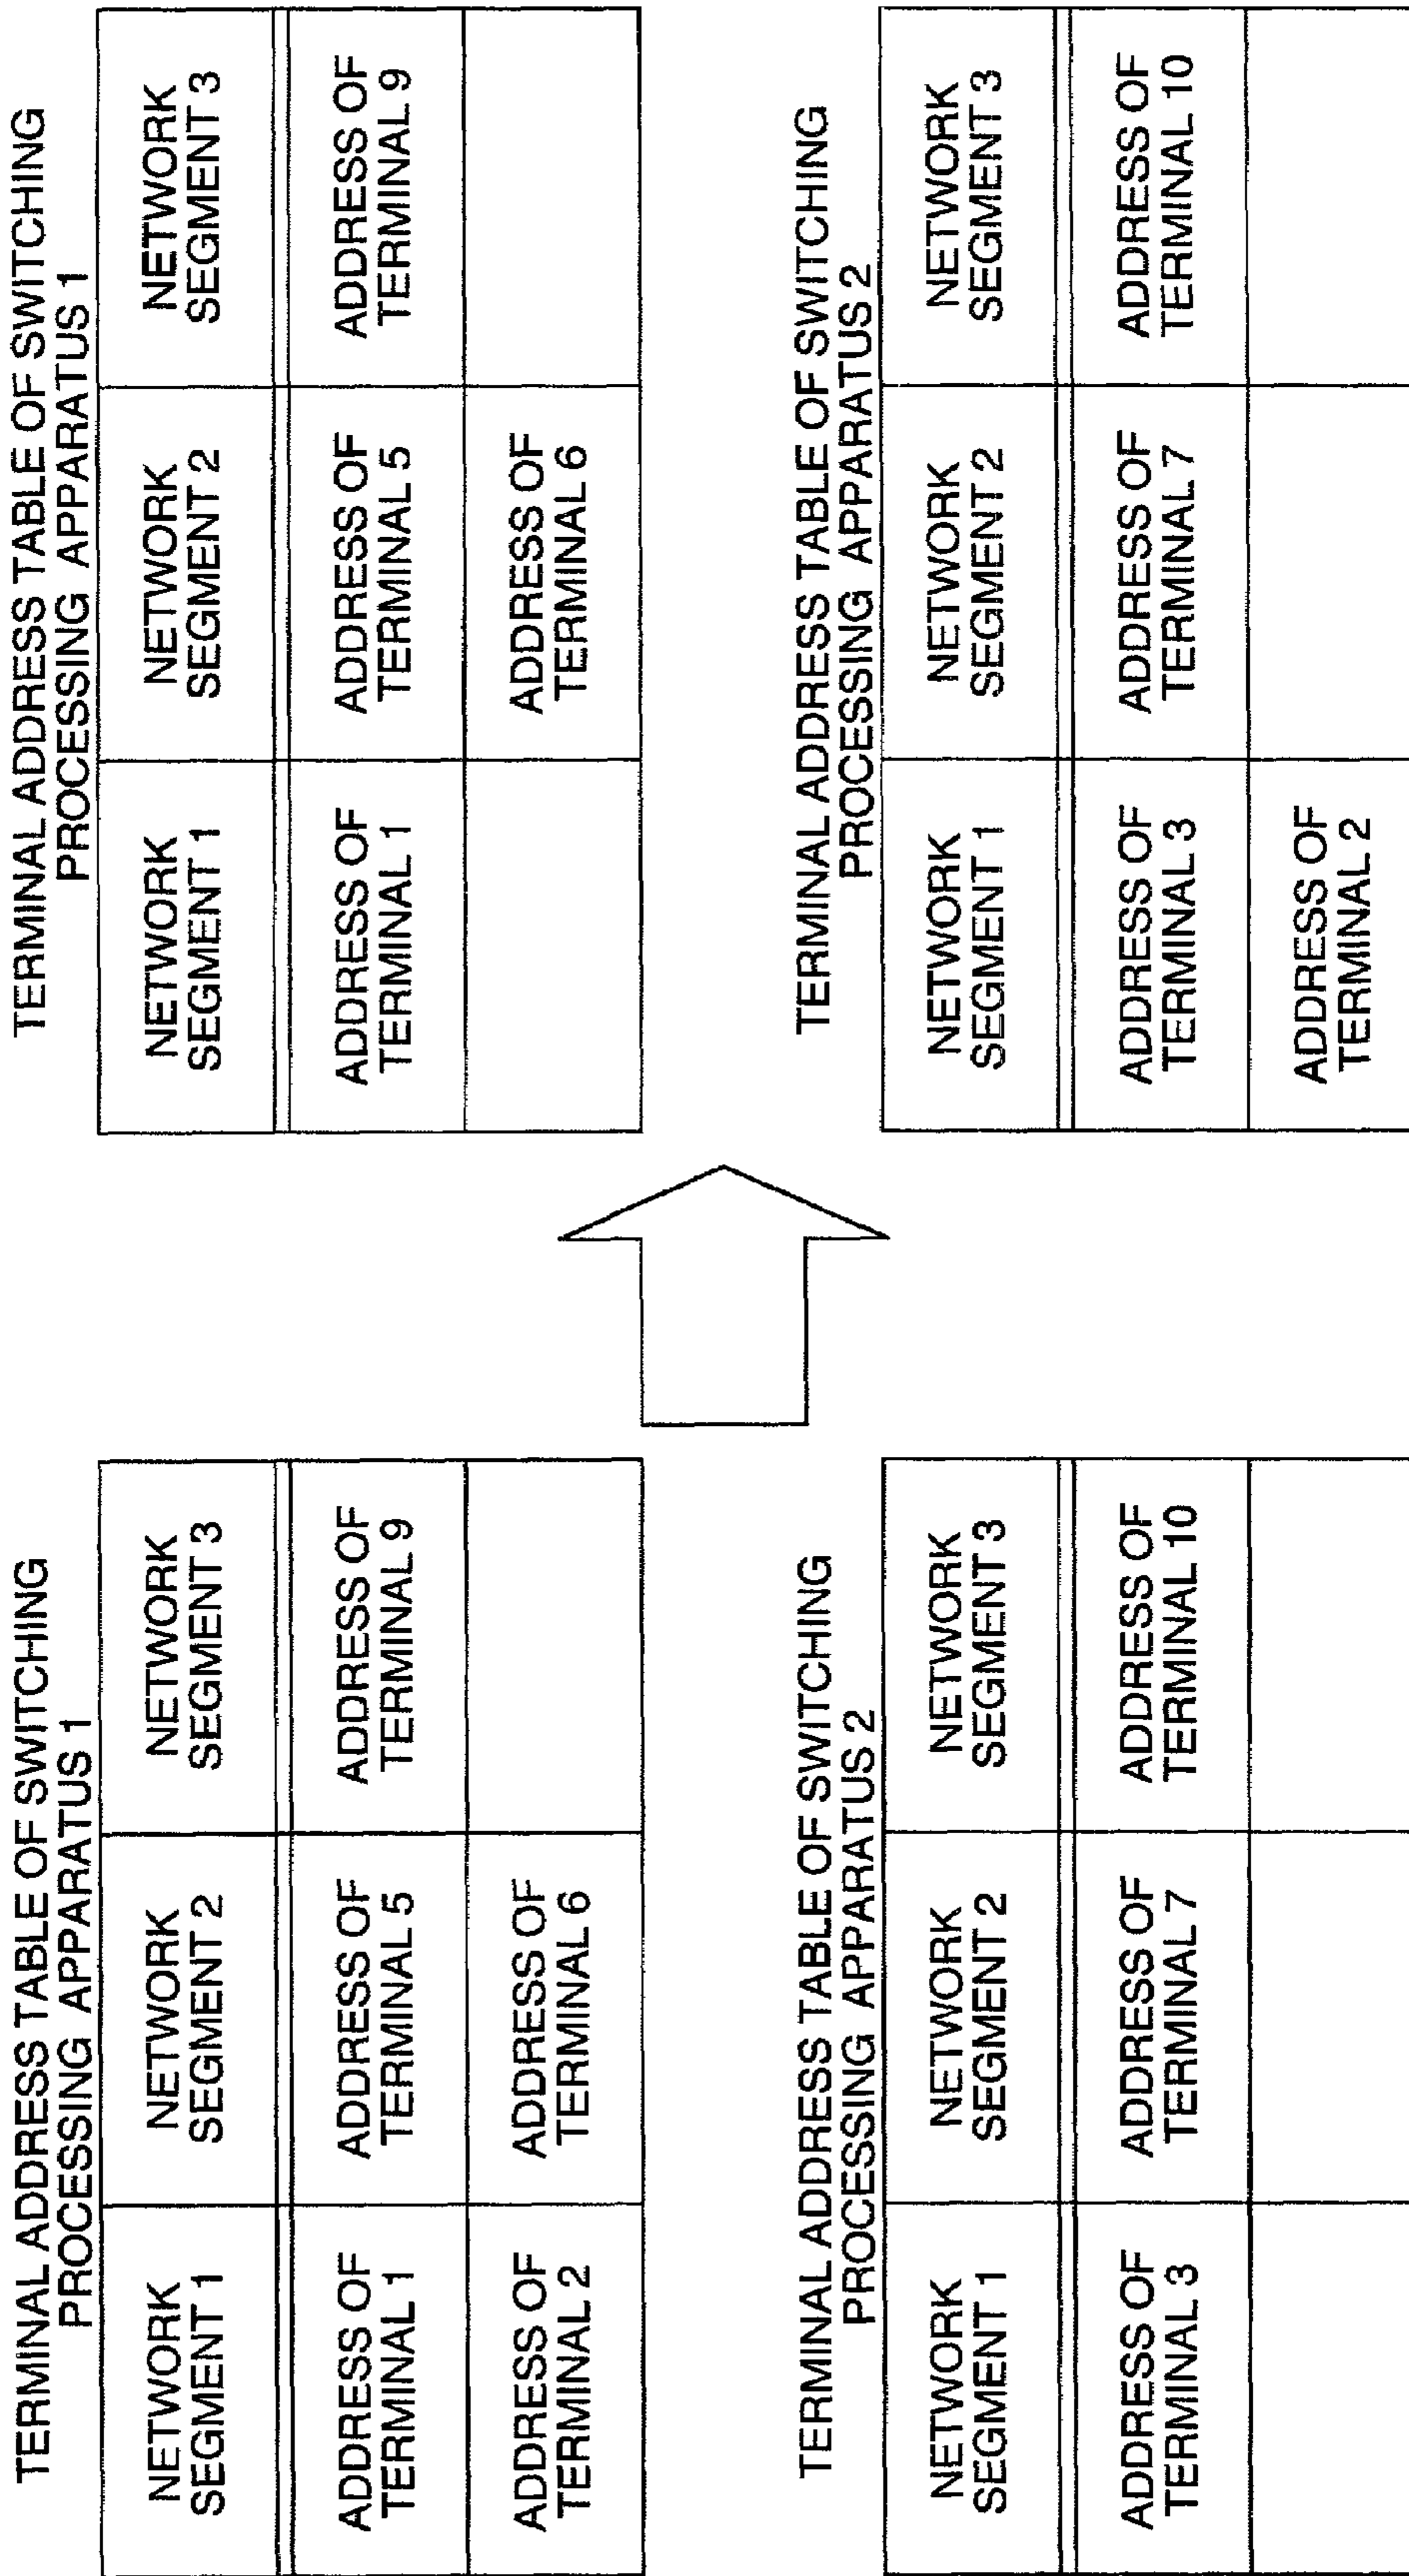 TERMINAL ADDRESS TABLE OF SWITCHING
PROCESSING APPARATUS 1
NETWORK
SEGMENT 1
NETWORK
SEGMENT 2
NETWORK
SEGMENT 3
ADDRESS OF
TERMINAL 1
ADDRESS OF
TERMINAL 5
ADDRESS OF
TERMINAL 9
ADDRESS OF
TERMINAL 2
ADDRESS OF
TERMINAL 6
TERMINAL ADDRESS TABLE OF SWITCHING
PROCESSING APPARATUS 2
NETWORK
SEGMENT 1
NETWORK
SEGMENT 2
NETWORK
SEGMENT 3
ADDRESS OF
TERMINAL 3
ADDRESS OF
TERMINAL 7
ADDRESS OF
TERMINAL 10
TERMINAL ADDRESS TABLE OF SWITCHING
PROCESSING APPARATUS 1
NETWORK
SEGMENT 1
NETWORK
SEGMENT 2
NETWORK
SEGMENT 3
ADDRESS OF
TERMINAL 1
ADDRESS OF
TERMINAL 5
ADDRESS OF
TERMINAL 9
ADDRESS OF
TERMINAL 6
TERMINAL ADDRESS TABLE OF SWITCHING
PROCESSING APPARATUS 2
NETWORK
SEGMENT 1
NETWORK
SEGMENT 2
NETWORK
SEGMENT 3
ADDRESS OF
TERMINAL 3
ADDRESS OF
TERMINAL 7
ADDRESS OF
TERMINAL 10
ADDRESS OF
TERMINAL 2